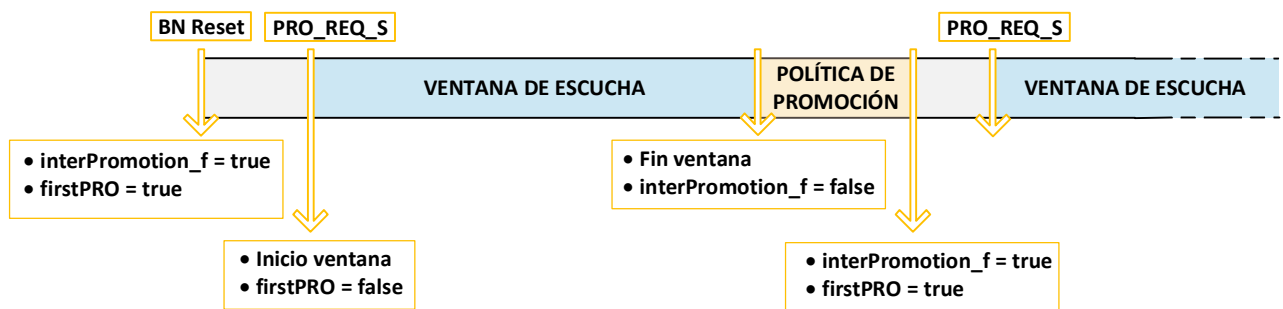 BN Reset
PRO_REQ_S
PRO_REQ_S
VENTANA DE ESCUCHA
POLÍTICA DE
PROMOCIÓN
VENTANA DE ESCUCHA
• interPromotion_f = true
• firstPRO = true
• Fin ventana
• interPromotion_f = false
• Inicio ventana
• firstPRO = false
• interPromotion_f = true
• firstPRO = true